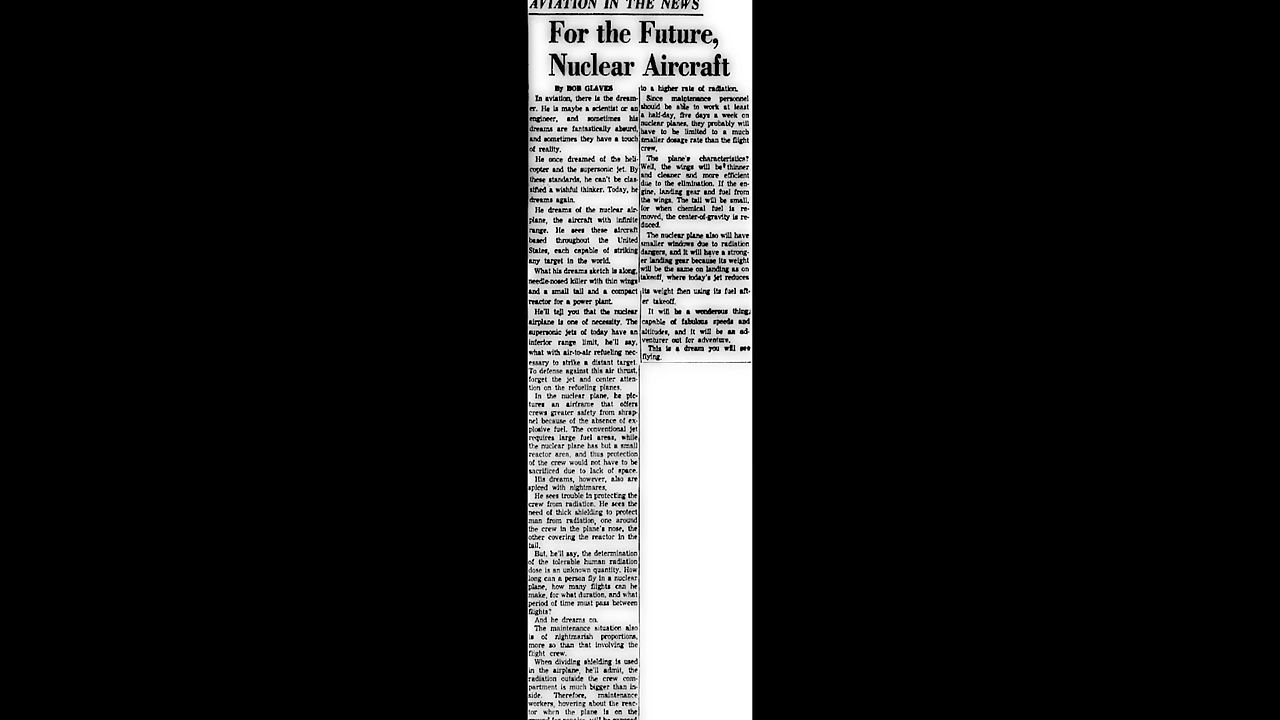 AVIATION IN THE NEWS
For the Future,
Nuclear Aircraft
By BOB GLAVES
In aviation, there is the dream-
er. He is maybe a scientist or an
engineer, and sometimes his
dreams are fantastically absurd,
and sometimes they have a touch
of reality.
He once dreamed of the heli-
copter and the supersonic jet. By
these standards, he can't be clas-
sified a wishful thinker. Today, he
dreams again.
He dreams of the nuclear air-
plane, the aircraft with infinite
range. He sees these aircraft
based throughout the United
States, each capable of striking
any target in the world.
What his dreams sketch is along,
needle-nosed killer with thin wings
and a small tail and a compact
reactor for a power plant.
He'll tell you that the nuclear
airplane is one of necessity. The
supersonic jets of today have an
inferior range limit, he'll say,
what with air-to-air refueling nec-
essary to strike a distant target.
To defense against this air thrust,
forget the jet and center atten-
tion on the refueling planes.
In the nuclear plane, he pic-
tures an airframe that offers
crews greater safety from shrap-
nel because of the absence of ex-
plosive fuel. The conventional jet
requires large fuel areas, while
the nuclear plane has but a small
reactor area, and thus protection
of the crew would not have to be
sacrificed due to lack of space.
His dreams, however, also are
spiced with nightmares.
He sees trouble in protecting the
crew from radiation. He sees the
need of thick shielding to protect
man from radiation, one around
the crew in the plane's nose, the
other covering the reactor in the
tail.
But, he'll say, the determination
of the tolerable human radiation
dose is an unknown quantity. How
long can a person fly in a nuclear
plane, how many flights can he
make, for what duration, and what
period of time must pass between
flights?
And he dreams on.
The maintenance situation also
is of nightmarish proportions,
more so than that involving the
flight crew.
When dividing shielding is used
in the airplane, he'll admit, the
radiation outside the crew com-
partment is much bigger than in-
side. Therefore, maintenance
workers, hovering about the reac-
tor when the plane is on the
ground for repairs, will be exposed
to a higher rate of radiation.
Since maintenance personnel
should be able to work at least
a half-day, five days a week on
nuclear planes, they probably will
have to be limited to a much
smaller dosage rate than the flight
crew.
The plane's characteristics?
Well, the wings will be thinner
and cleaner and more efficient
due to the elimination. If the en-
gine, landing gear and fuel from
the wings. The tail will be small,
for when chemical fuel is re-
moved, the center-of-gravity is re-
duced.
The nuclear plane also will have
smaller windows due to radiation
dangers, and it will have a strong-
er landing gear because its weight
will be the same on landing as on
takeoff, where today's jet reduces
its weight then using its fuel aft-
er takeoff.
It will be a wonderous thing,
capable of fabulous speeds and
altitudes, and it will be an ad-
venturer out for adventure.
This is a dream you will see
flying.